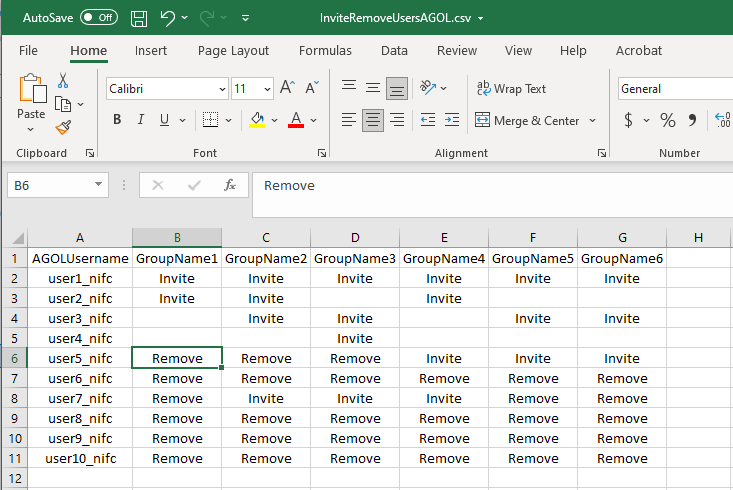 AutoSave Off InviteRemoveUsersAGOL.csv
File Home Insert Page Layout Formulas Data Review View Help Acrobat
Paste Calibri 11 A A ab Wrap Text General
B I U A Merge & Center $ % 9 .00
Clipboard Font Alignment Number
B6 fx Remove
A B C D E F G H
1 AGOLUsername GroupName1 GroupName2 GroupName3 GroupName4 GroupName5 GroupName6
2 user1_nifc Invite Invite Invite Invite Invite Invite
3 user2_nifc Invite Invite Invite
4 user3_nifc Invite Invite Invite Invite
5 user4_nifc Invite
6 user5_nifc Remove Remove Remove Invite Invite Invite
7 user6_nifc Remove Remove Remove Remove Remove Remove
8 user7_nifc Remove Invite Invite Invite Remove Remove
9 user8_nifc Remove Remove Remove Remove Remove Remove
10 user9_nifc Remove Remove Remove Remove Remove Remove
11 user10_nifc Remove Remove Remove Remove Remove Remove
12